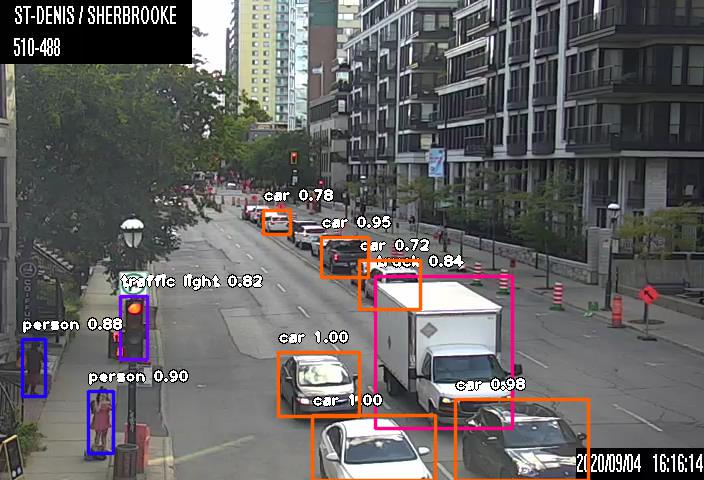 ST-DENIS / SHERBROOKE
510-488
car 0.78
car 0.95
car 0.72
truck 0.84
traffic light 0.82
person 0.88
car 1.00
person 0.90
car 0.98
car 1.00
2020/09/04 16:16:14